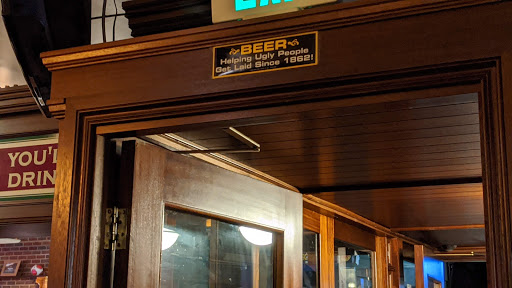 BEER
Helping Ugly People
Get Laid Since 1862!
YOU'
DRIN